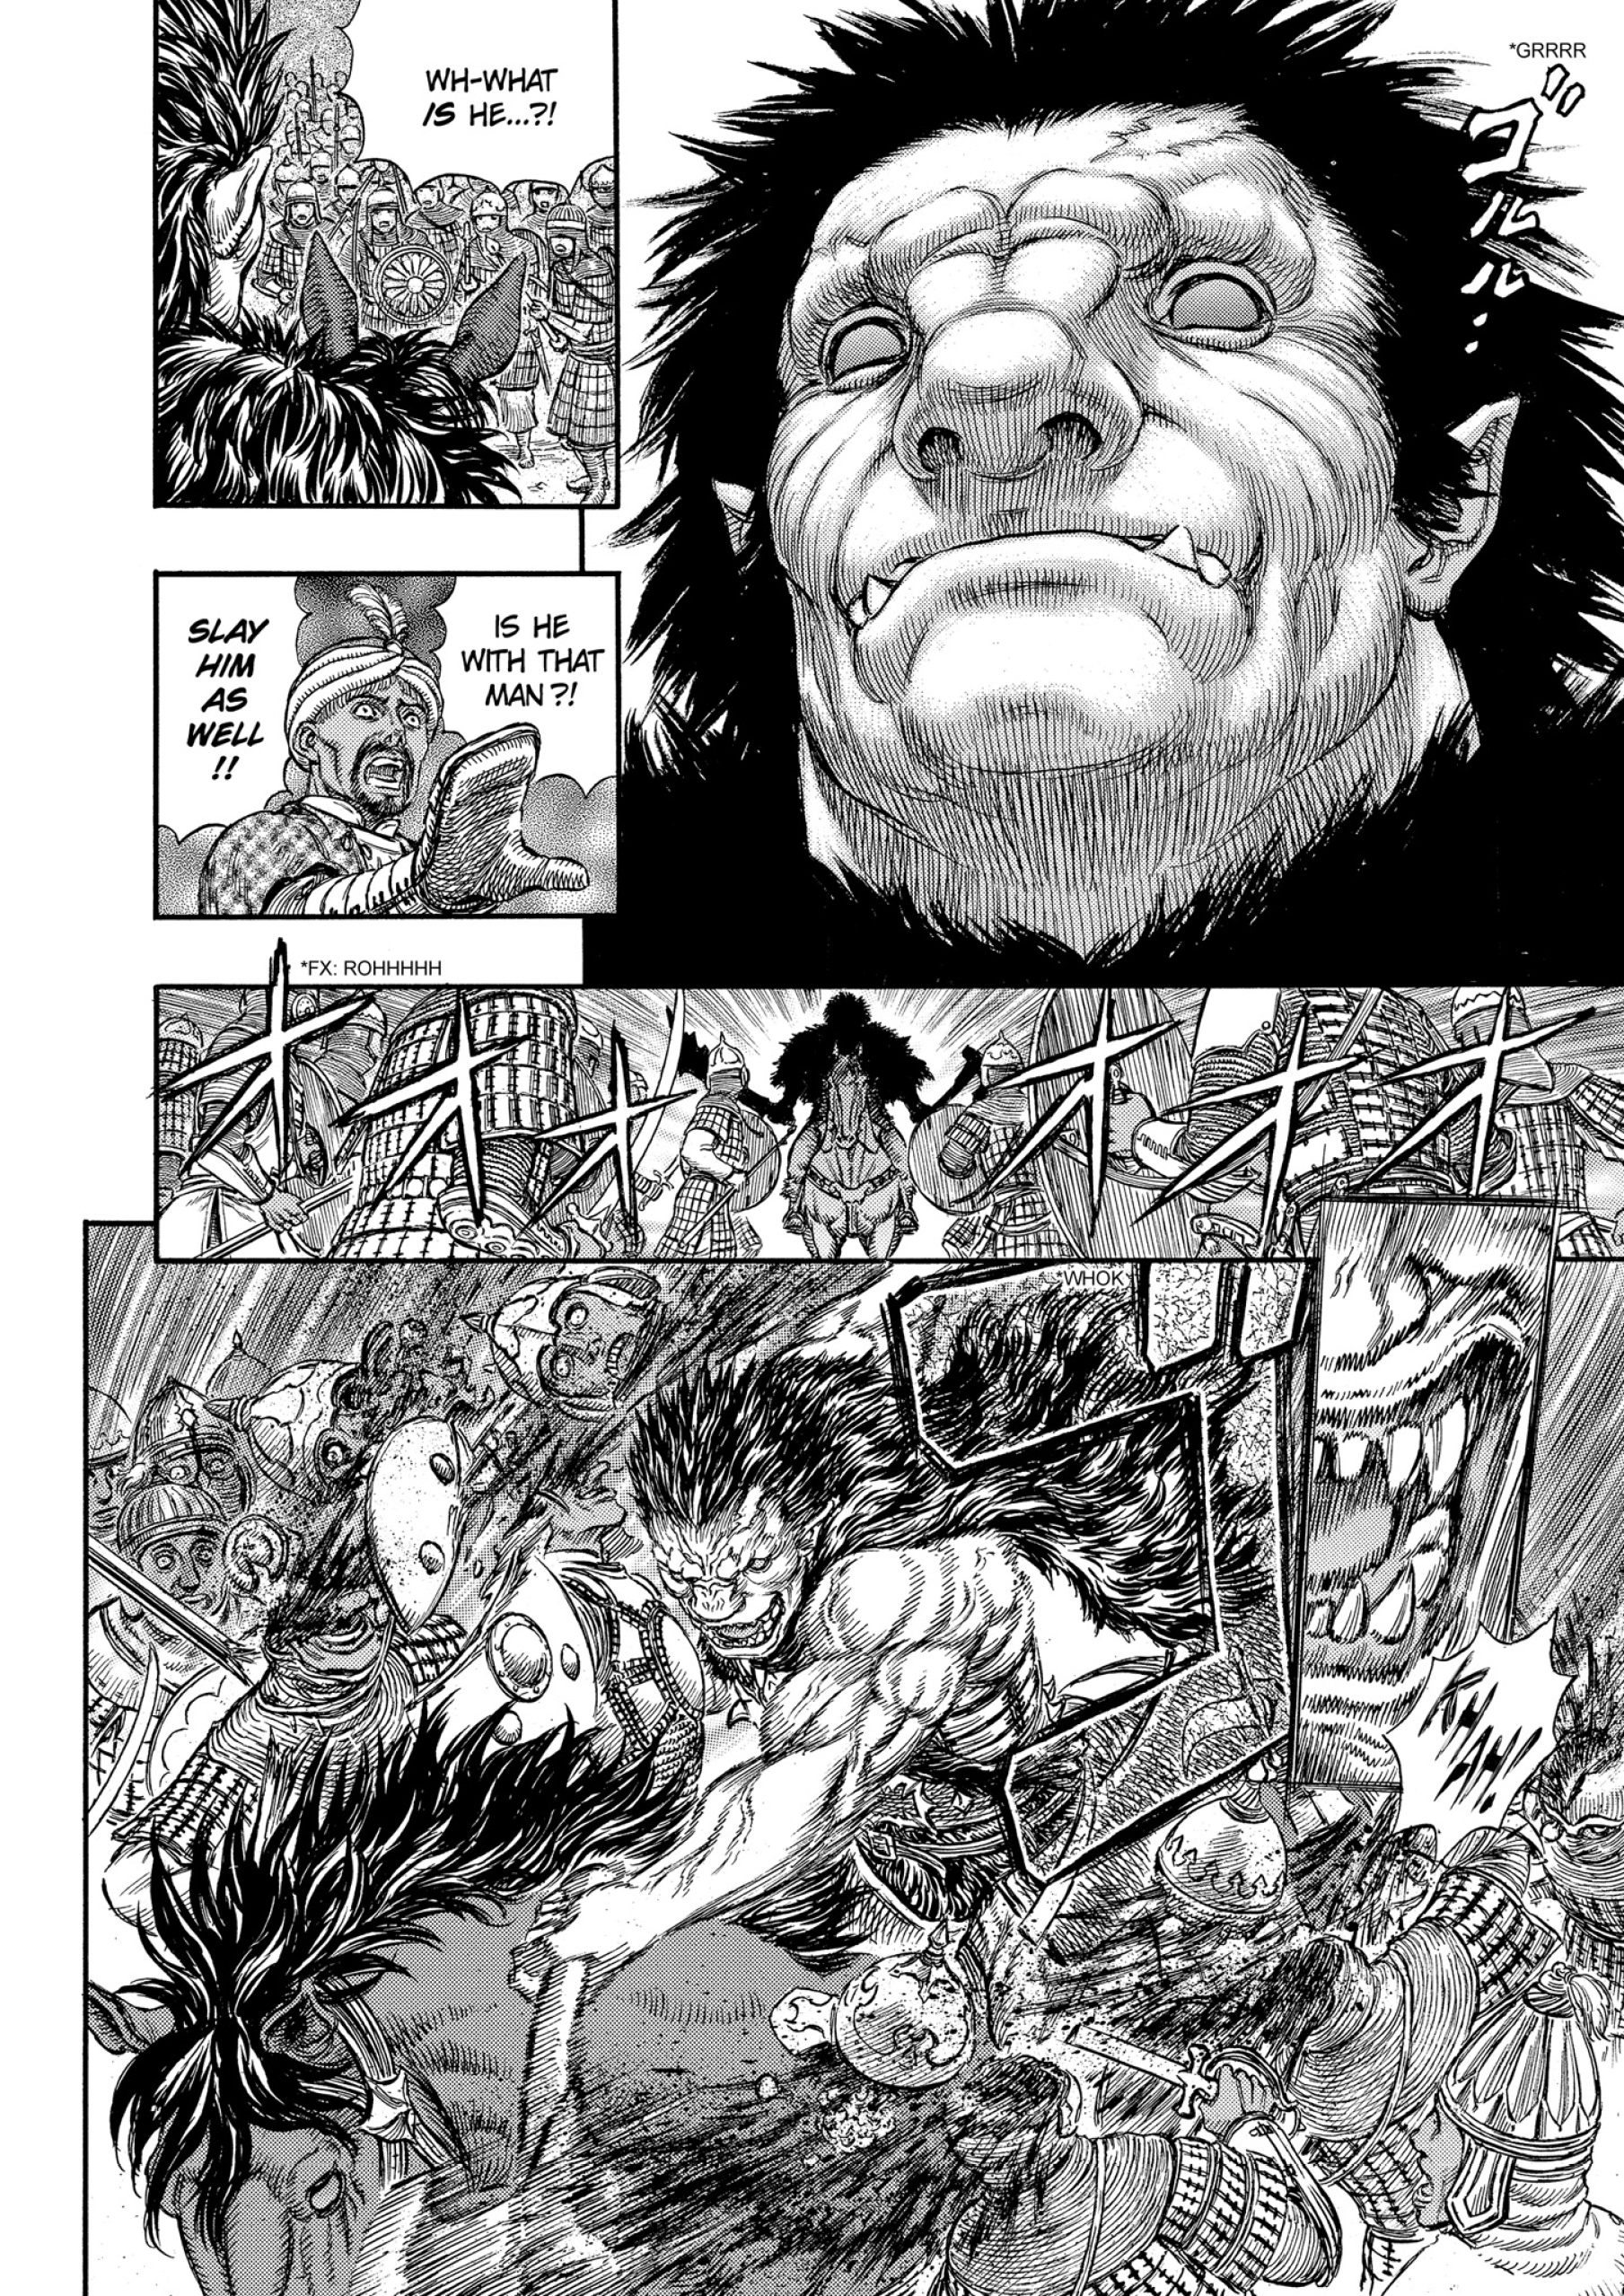 *GRRRR
ゴルルル…
WH-WHAT
IS HE...?!
IS HE
WITH THAT
MAN?!
SLAY
HIM
AS
WELL
!!
*FX: ROHHHHH
オオオオオオ
*WHOK